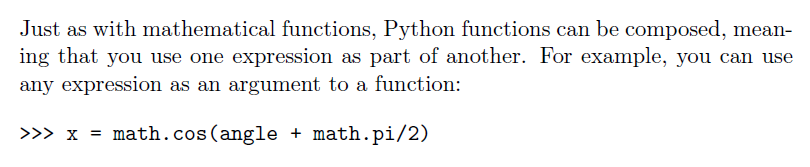 Just as with mathematical functions, Python functions can be composed, mean-
ing that you use one expression as part of another. For example, you can use
any expression as an argument to a function:
>>> x = math.cos(angle + math.pi/2)